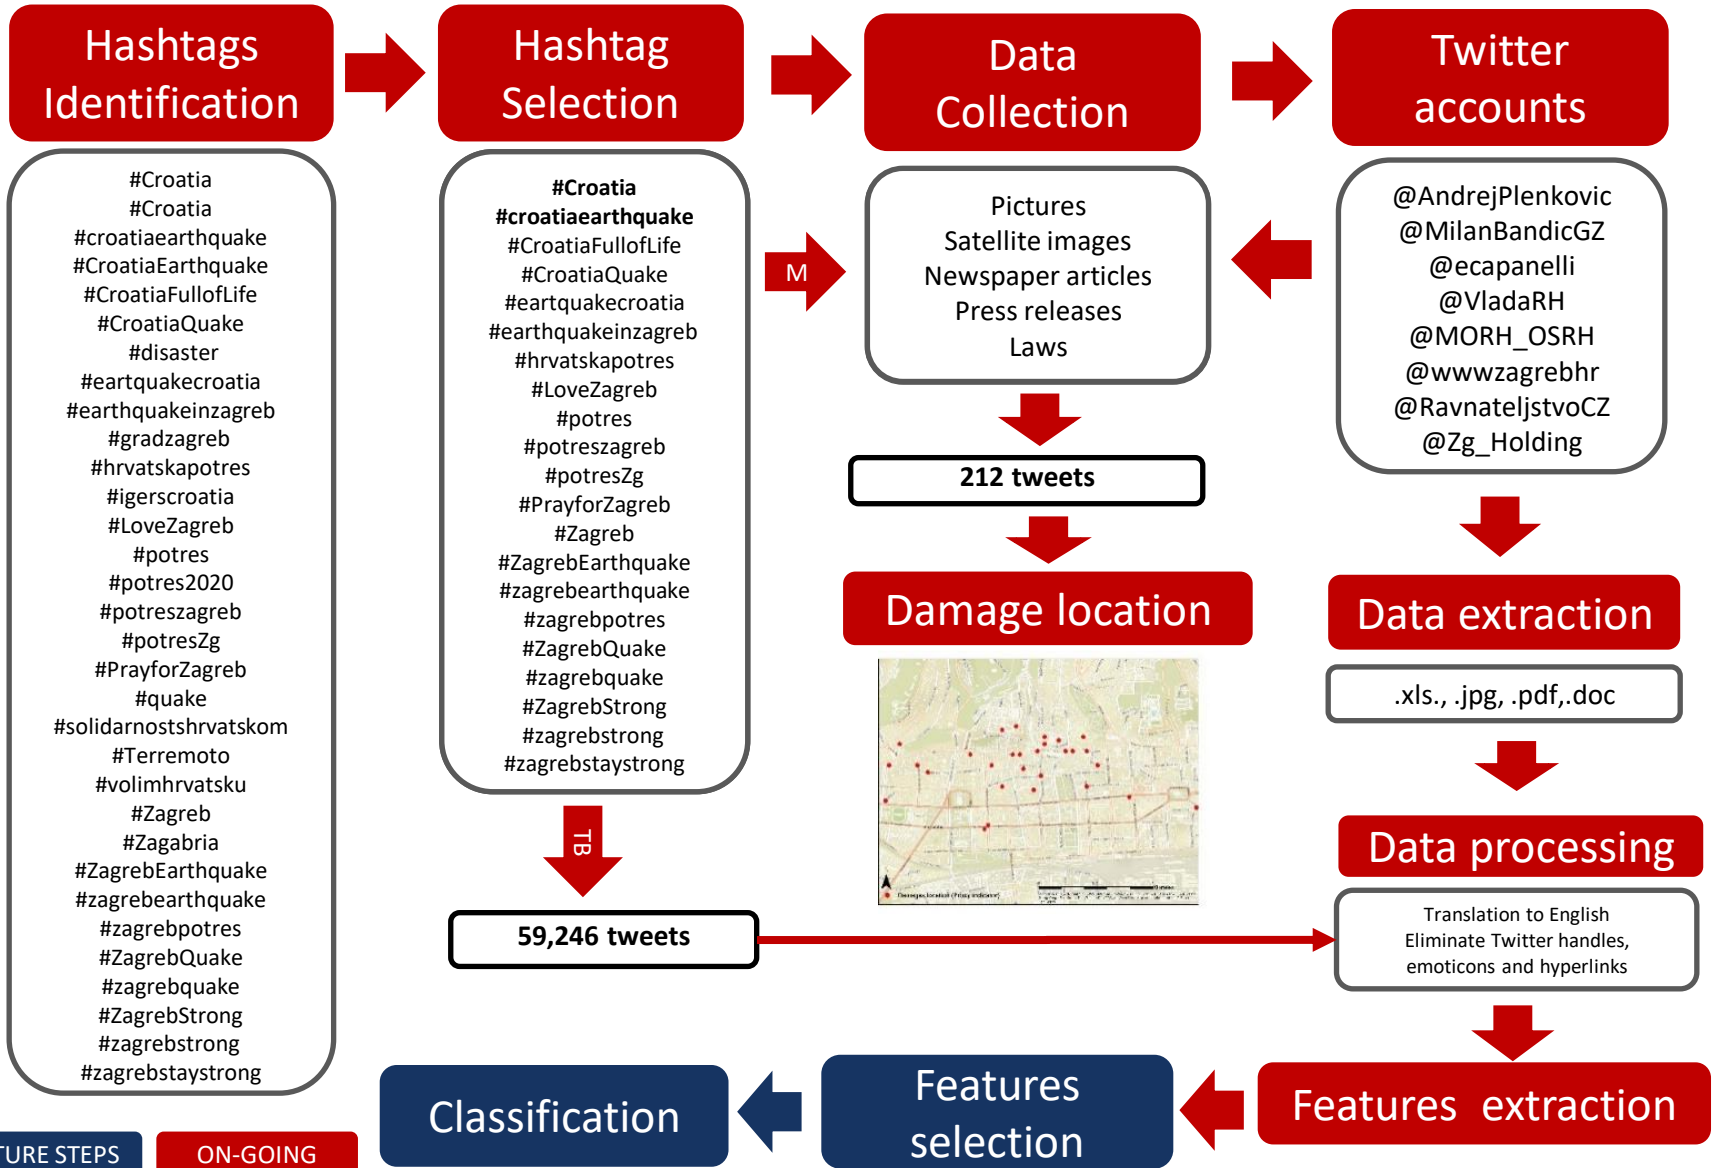 Hashtags
Identification
#Croatia
#Croatia
#croatiaearthquake
#CroatiaEarthquake
#CroatiaFullofLife
#CroatiaQuake
#disaster
#eartquakecroatia
#earthquakeinzagreb
#gradzagreb
#hrvatskapotres
#igerscroatia
#LoveZagreb
#potres
#potres2020
#potreszagreb
#potresZg
#PrayforZagreb
#quake
#solidarnostshrvatskom
#Terremoto
#volimhrvatsku
#Zagreb
#Zagabria
#ZagrebEarthquake
#zagrebearthquake
#zagrebpotres
#ZagrebQuake
#zagrebquake
#ZagrebStrong
#zagrebstrong
#zagrebstaystrong
Hashtag
Selection
#Croatia
#croatiaearthquake
#CroatiaFullofLife
#CroatiaQuake
#eartquakecroatia
#earthquakeinzagreb
#hrvatskapotres
#LoveZagreb
#potres
#potreszagreb
#potresZg
#PrayforZagreb
#Zagreb
#ZagrebEarthquake
#zagrebearthquake
#zagrebpotres
#ZagrebQuake
#zagrebquake
#ZagrebStrong
#zagrebstrong
#zagrebstaystrong
TB
59,246 tweets
M
Data
Collection
Pictures
Satellite images
Newspaper articles
Press releases
Laws
212 tweets
Damage location
Twitter
accounts
@AndrejPlenkovic
@MilanBandicGZ
@ecapanelli
@VladaRH
@MORH_OSRH
@wwwzagrebhr
@RavnateljstvoCZ
@Zg_Holding
Data extraction
.xls., .jpg, .pdf,.doc
Data processing
Translation to English
Eliminate Twitter handles,
emoticons and hyperlinks
Features extraction
Features
selection
Classification
TURE STEPS
ON-GOING